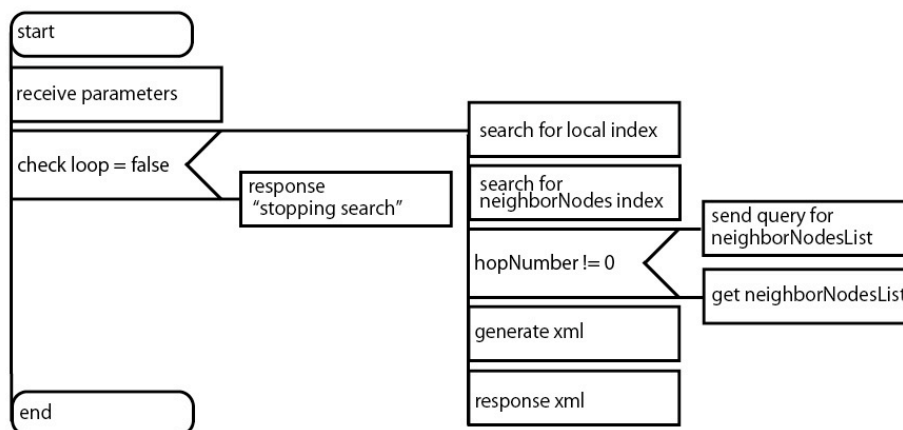 start
receive parameters
check loop = false
response
"stopping search"
search for local index
search for
neighborNodes index
hopNumber != 0
send query for
neighborNodesList
get neighborNodesList
generate xml
response xml
end